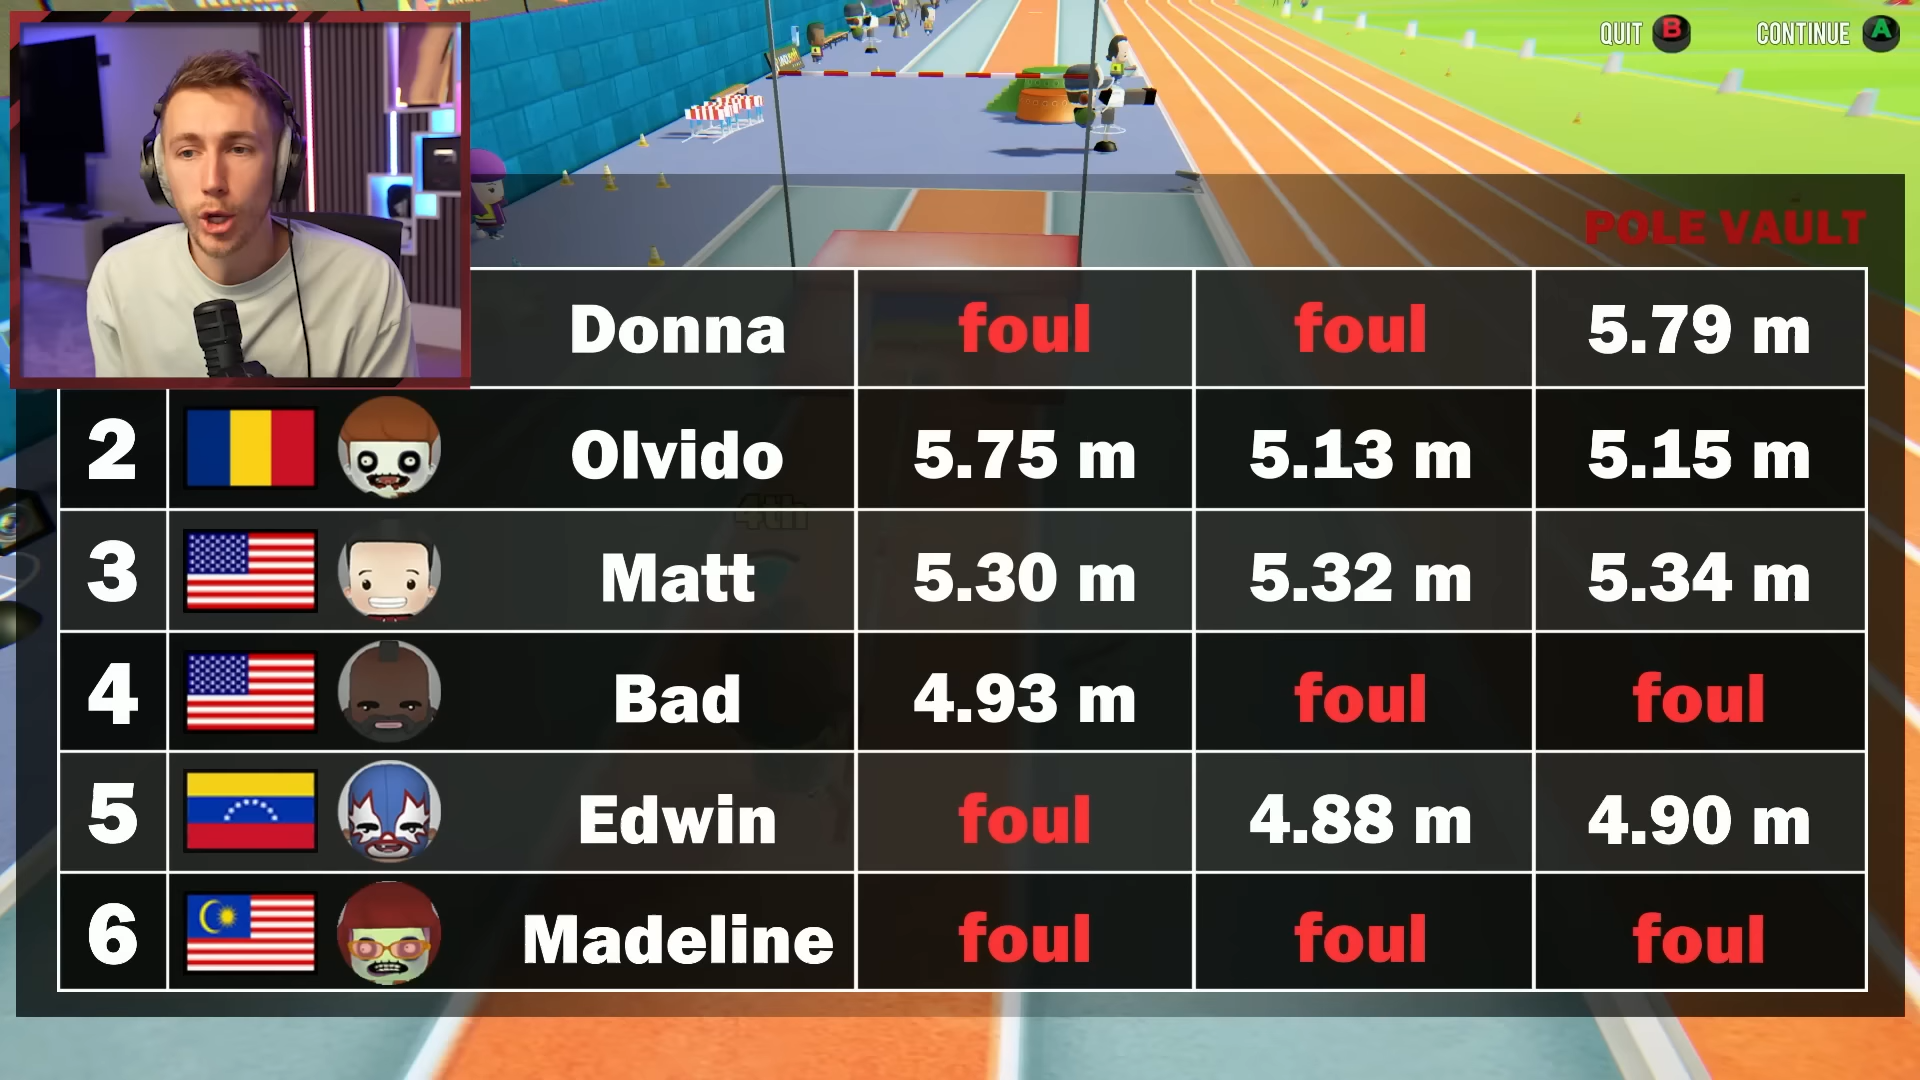 QUIT B CONTINUE A
POLE VAULT
Donna foul foul 5.79 m
2 Olvido 5.75 m 5.13 m 5.15 m
4th
3 Matt 5.30 m 5.32 m 5.34 m
4 Bad 4.93 m foul foul
5 Edwin foul 4.88 m 4.90 m
6 Madeline foul foul foul